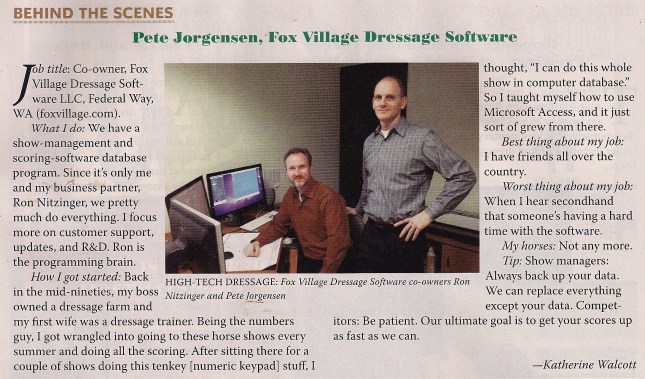 BEHIND THE SCENES
Pete Jorgensen, Fox Village Dressage Software
Job title: Co-owner, Fox
Village Dressage Soft-
ware LLC, Federal Way,
WA (foxvillage.com).
What I do: We have a
show-management and
scoring-software database
program. Since it's only me
and my business partner,
Ron Nitzinger, we pretty
much do everything. I focus
more on customer support,
updates, and R&D. Ron is
the programming brain.
How I got started: Back
in the mid-nineties, my boss
owned a dressage farm and
my first wife was a dressage trainer. Being the numbers
guy, I got wrangled into going to these horse shows every
summer and doing all the scoring. After sitting there for a
couple of shows doing this tenkey [numeric keypad] stuff, I
HIGH-TECH DRESSAGE: Fox Village Dressage Software co-owners Ron
Nitzinger and Pete Jorgensen
thought, "I can do this whole
show in computer database."
So I taught myself how to use
Microsoft Access, and it just
sort of grew from there.
Best thing about my job:
I have friends all over the
country.
Worst thing about my job:
When I hear secondhand
that someone's having a hard
time with the software.
My horses: Not any more.
Tip: Show managers:
Always back up your data.
We can replace everything
except your data. Compet-
itors: Be patient. Our ultimate goal is to get your scores up
as fast as we can.
—Katherine Walcott